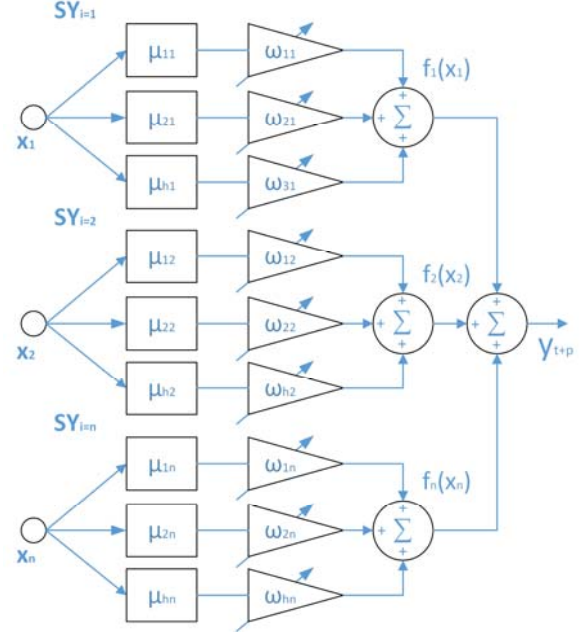 SYi=1
μ11 ω11
f1(x1)
μ21 ω21
x1
+ + Σ +
μh1 ω31
SYi=2
μ12 ω12
f2(x2)
μ22 ω22
x2
+ + Σ +
+ + Σ +
yt+p
μh2 ωh2
SYi=n
μ1n ω1n
fn(xn)
μ2n ω2n
xn
+ + Σ +
μhn ωhn